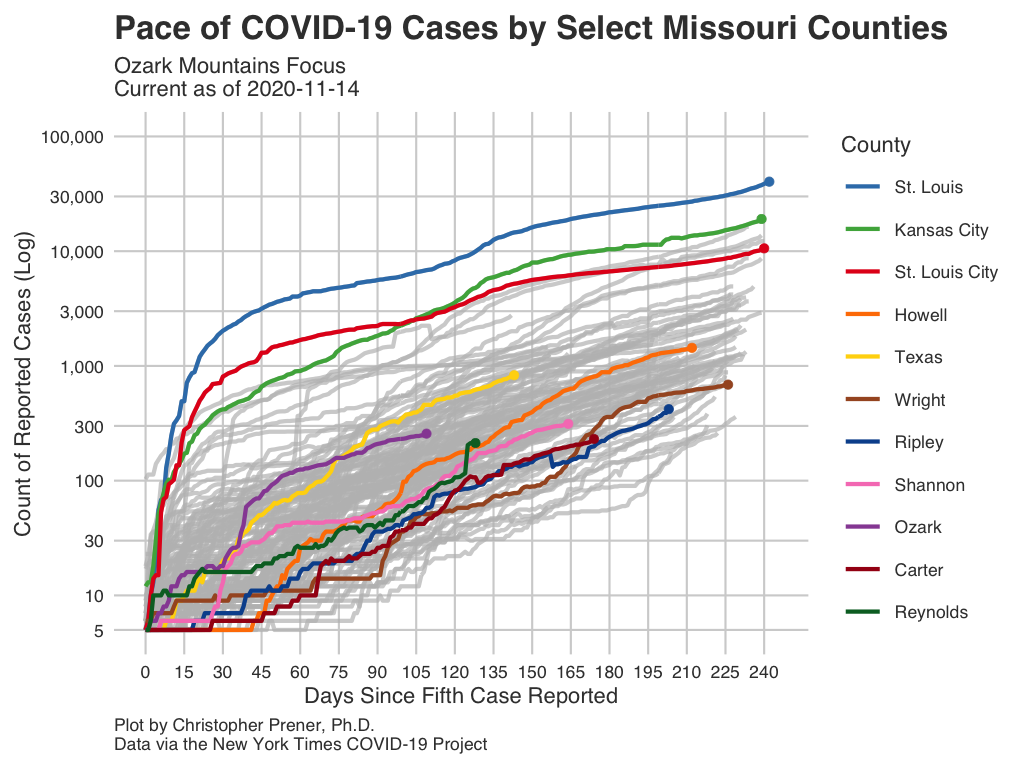 Pace of COVID-19 Cases by Select Missouri Counties
Ozark Mountains Focus
Current as of 2020-11-14
Count of Reported Cases (Log)
100,000
30,000
10,000
3,000
1,000
300
100
30
10
5
0 15 30 45 60 75 90 105 120 135 150 165 180 195 210 225 240
Days Since Fifth Case Reported
County
St. Louis
Kansas City
St. Louis City
Howell
Texas
Wright
Ripley
Shannon
Ozark
Carter
Reynolds
Plot by Christopher Prener, Ph.D.
Data via the New York Times COVID-19 Project